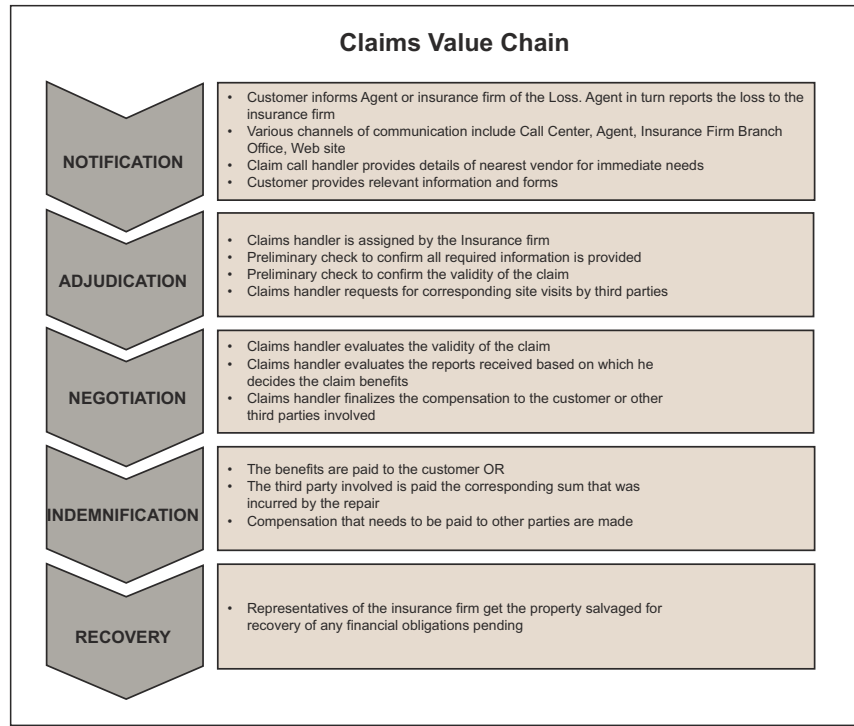 Claims Value Chain
NOTIFICATION
• Customer informs Agent or insurance firm of the Loss. Agent in turn reports the loss to the
insurance firm
• Various channels of communication include Call Center, Agent, Insurance Firm Branch
Office, Web site
• Claim call handler provides details of nearest vendor for immediate needs
• Customer provides relevant information and forms
ADJUDICATION
• Claims handler is assigned by the Insurance firm
• Preliminary check to confirm all required information is provided
• Preliminary check to confirm the validity of the claim
• Claims handler requests for corresponding site visits by third parties
NEGOTIATION
• Claims handler evaluates the validity of the claim
• Claims handler evaluates the reports received based on which he
decides the claim benefits
• Claims handler finalizes the compensation to the customer or other
third parties involved
INDEMNIFICATION
• The benefits are paid to the customer OR
• The third party involved is paid the corresponding sum that was
incurred by the repair
• Compensation that needs to be paid to other parties are made
RECOVERY
• Representatives of the insurance firm get the property salvaged for
recovery of any financial obligations pending